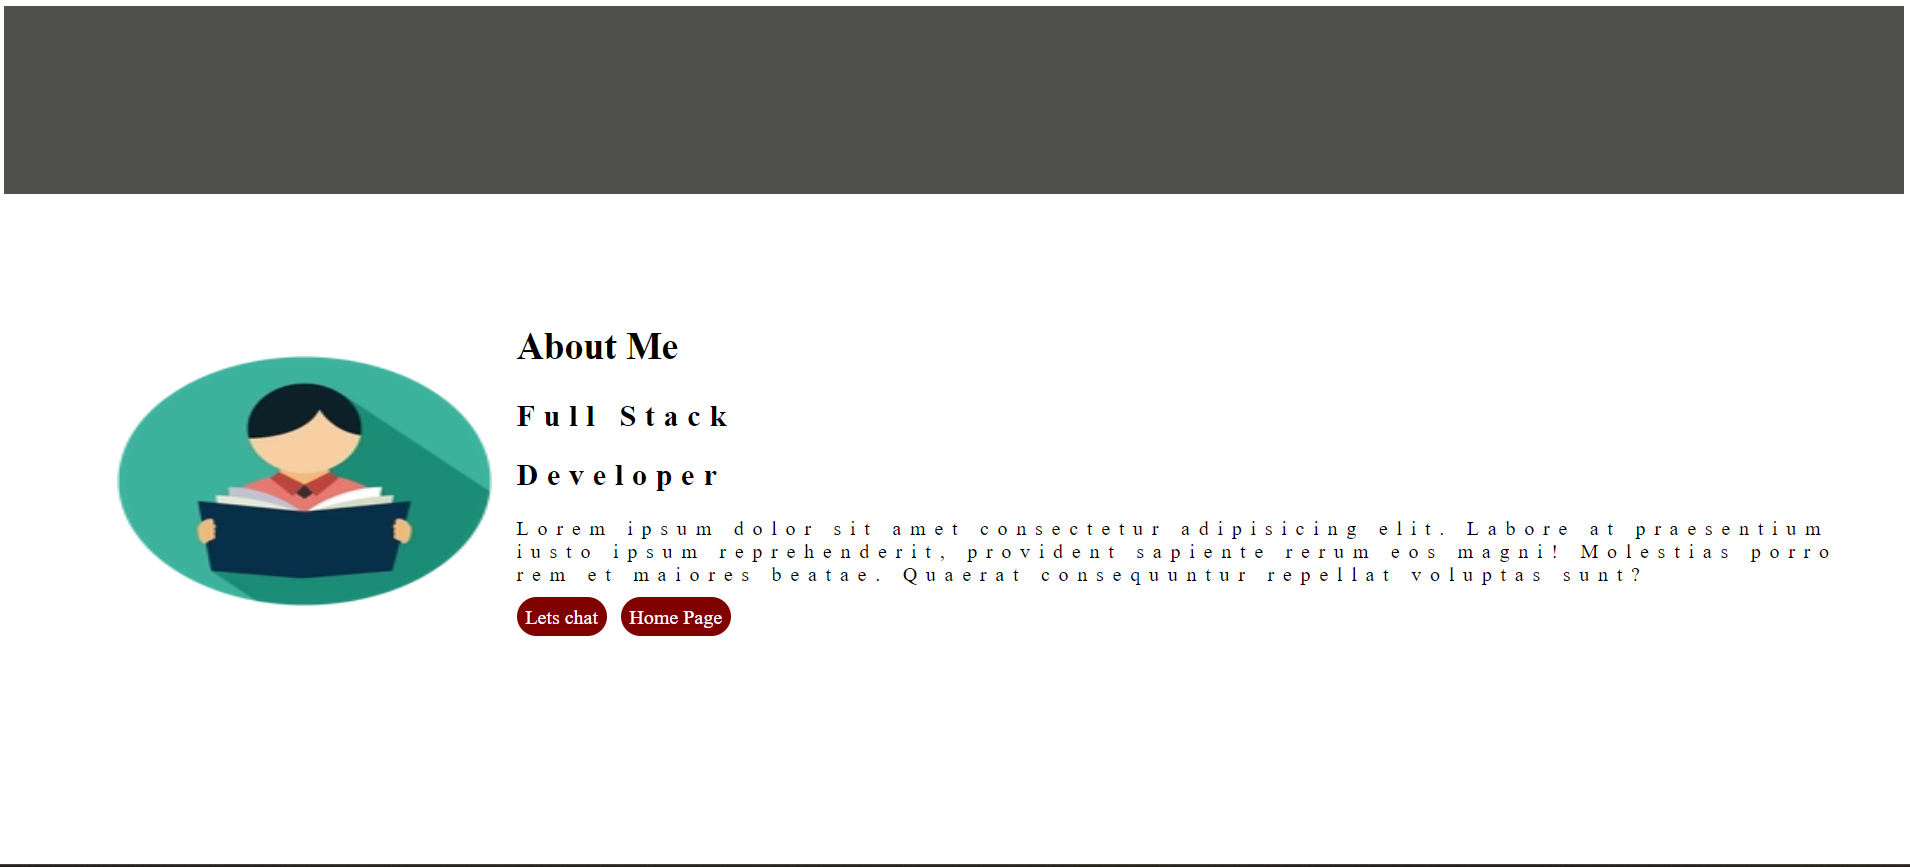 About Me
Full Stack
Developer
Lorem ipsum dolor sit amet consectetur adipisicing elit. Labore at praesentium
iusto ipsum reprehenderit, provident sapiente rerum eos magni! Molestias porro
rem et maiores beatae. Quaerat consequuntur repellat voluptas sunt?
Lets chat Home Page